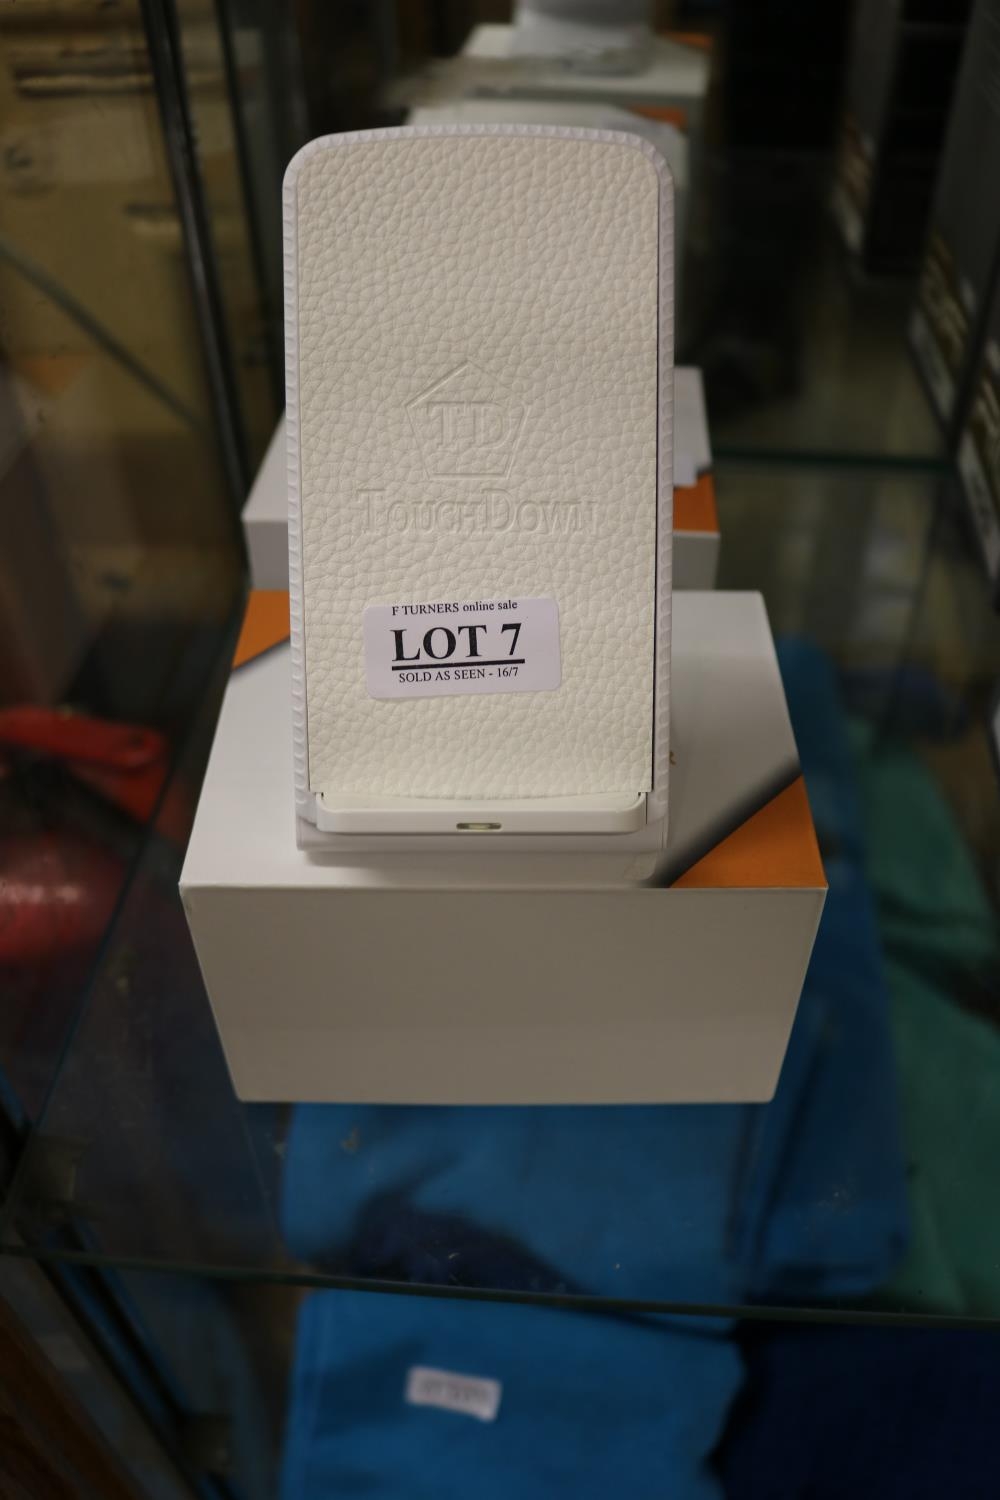 TD
TOUCHDOWN
F TURNERS online sale
LOT 7
SOLD AS SEEN - 16/7